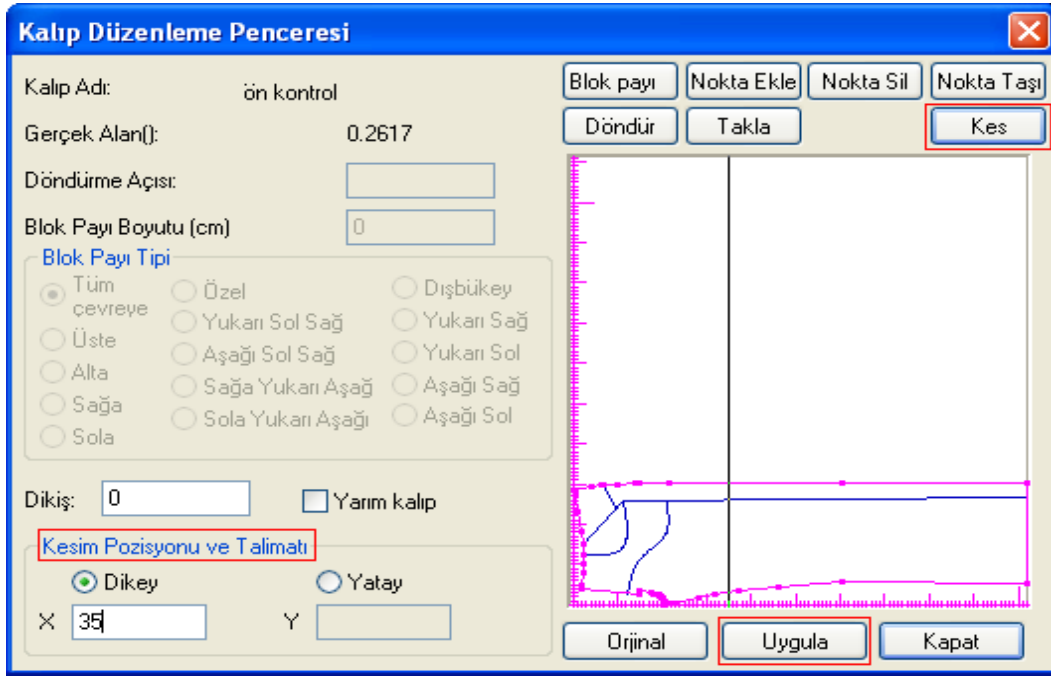 Kalıp Düzenleme Penceresi
Kalıp Adı: ön kontrol
Gerçek Alan(): 0.2617
Döndürme Açısı:
Blok Payı Boyutu (cm) 0
Blok Payı Tipi
Tüm çevreye
Üste
Alta
Sağa
Sola
Özel
Yukarı Sol Sağ
Aşağı Sol Sağ
Sağa Yukarı Aşağ
Sola Yukarı Aşağı
Dışbükey
Yukarı Sağ
Yukarı Sol
Aşağı Sağ
Aşağı Sol
Dikiş: 0 Yarım kalıp
Kesim Pozisyonu ve Talimatı
Dikey Yatay
X 35 Y
Blok payı Nokta Ekle Nokta Sil Nokta Taşı
Döndür Takla Kes
Orjinal Uygula Kapat